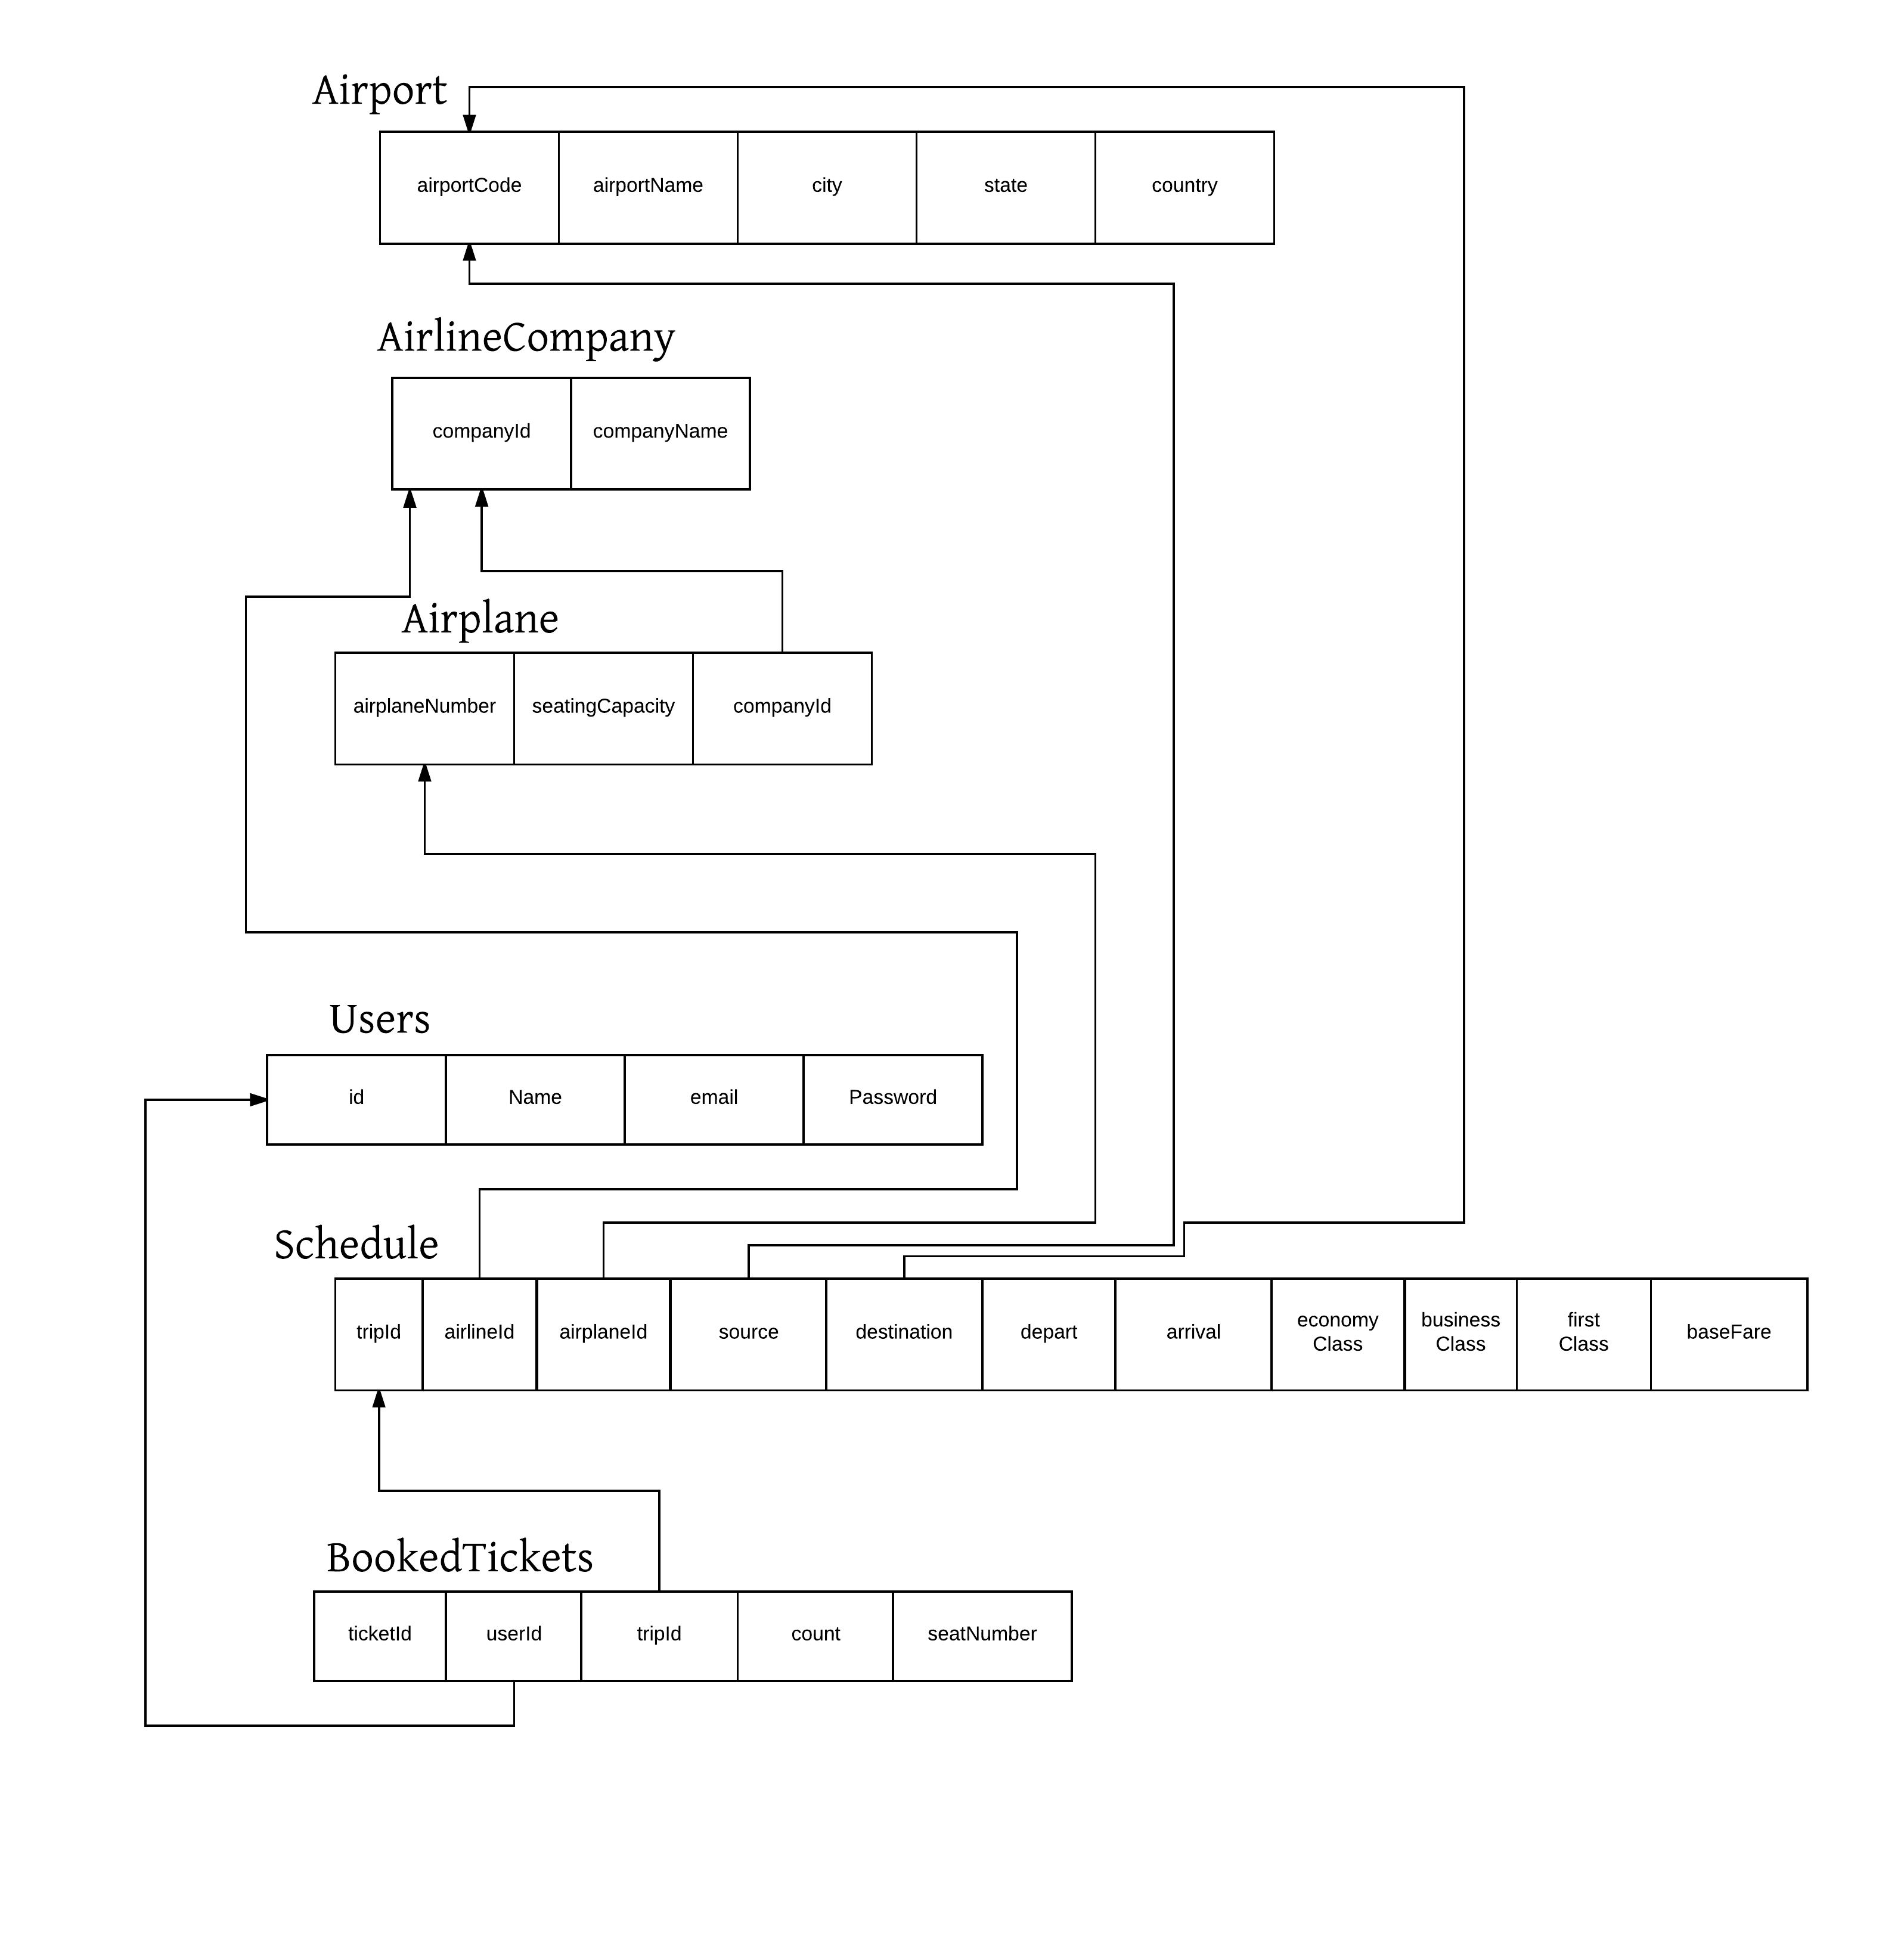 Airport
airportCode airportName city state country
AirlineCompany
companyId companyName
Airplane
airplaneNumber seatingCapacity companyId
Users
id Name email Password
Schedule
tripId airlineId airplaneId source destination depart arrival economy Class business Class first Class baseFare
BookedTickets
ticketId userId tripId count seatNumber